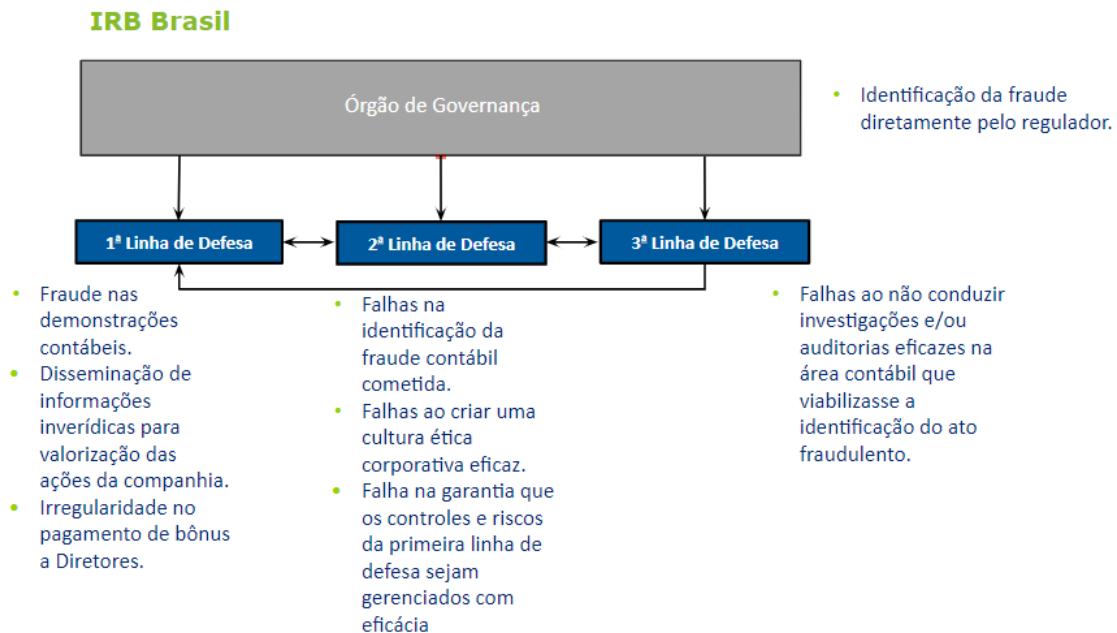 IRB Brasil
Órgão de Governança
• Identificação da fraude
diretamente pelo regulador.
1ª Linha de Defesa
2ª Linha de Defesa
3ª Linha de Defesa
• Fraude nas
demonstrações
contábeis.
• Disseminação de
informações
inverídicas para
valorização das
ações da companhia.
• Irregularidade no
pagamento de bônus
a Diretores.
• Falhas na
identificação da
fraude contábil
cometida.
• Falhas ao criar uma
cultura ética
corporativa eficaz.
• Falha na garantia que
os controles e riscos
da primeira linha de
defesa sejam
gerenciados com
eficácia
• Falhas ao não conduzir
investigações e/ou
auditorias eficazes na
área contábil que
viabilizasse a
identificação do ato
fraudulento.